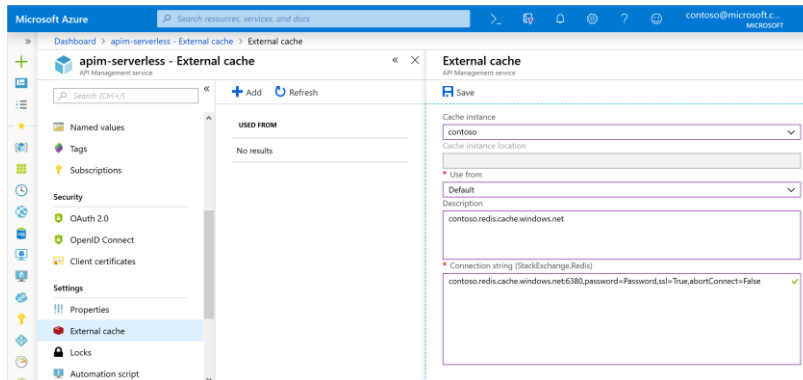 Microsoft Azure
Search resources, services, and docs
contoso@microsoft.c...
MICROSOFT
Dashboard > apim-serverless - External cache > External cache
apim-serverless - External cache
API Management service
Search (Ctrl+/)
Named values
Tags
Subscriptions
Security
OAuth 2.0
OpenID Connect
Client certificates
Settings
Properties
External cache
Locks
Automation script
Add
Refresh
USED FROM
No results
External cache
API Management service
Save
Cache instance
contoso
Cache instance location
* Use from
Default
Description
contoso.redis.cache.windows.net
* Connection string (StackExchange.Redis)
contoso.redis.cache.windows.net:6380,password=Password,ssl=True,abortConnect=False